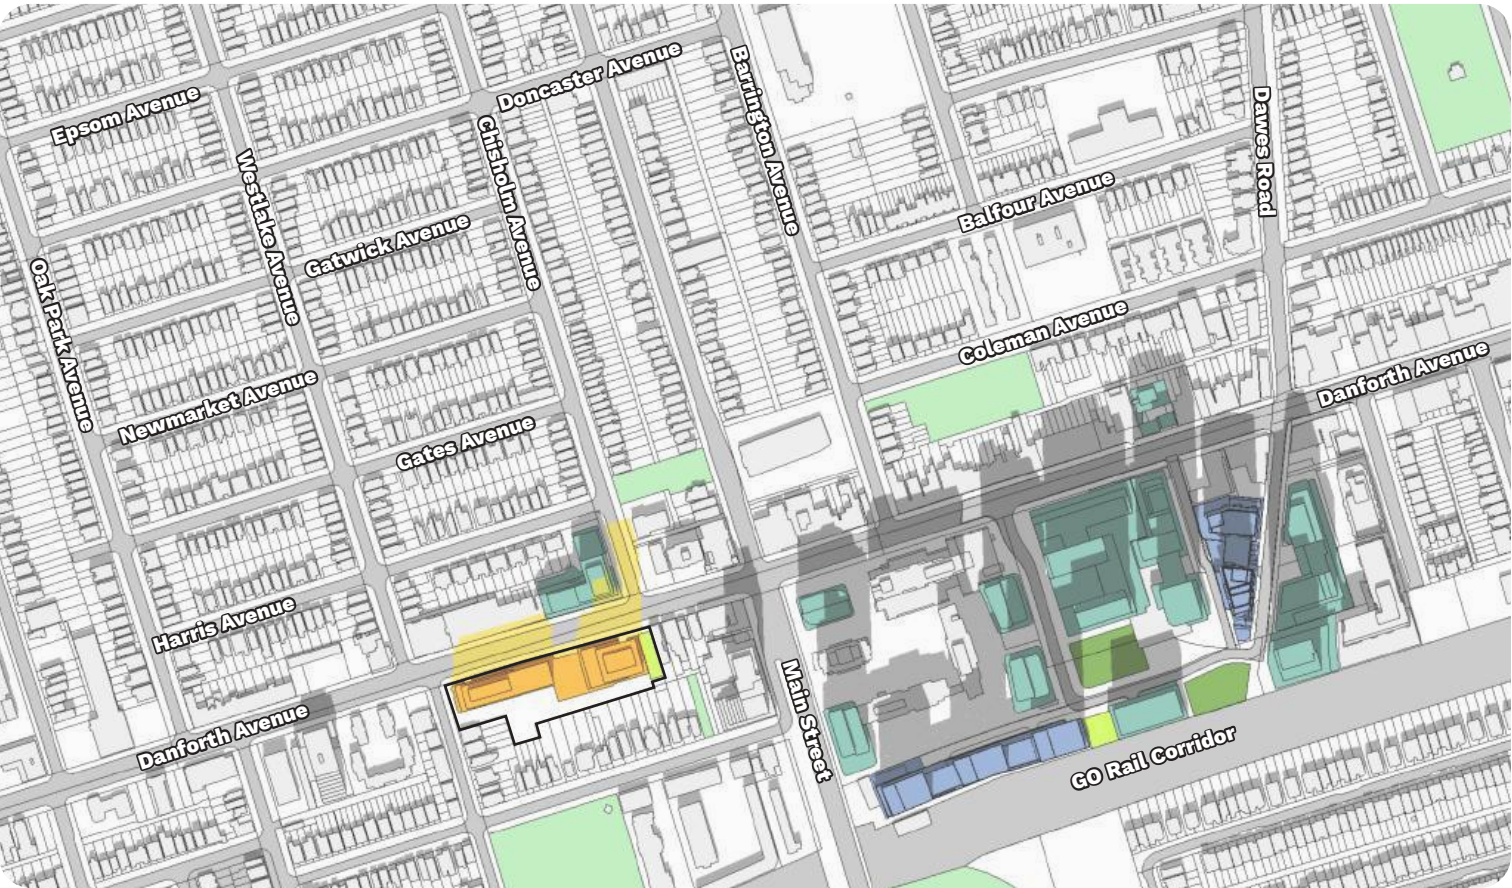 Doncaster Avenue
Epsom Avenue
Barrington Avenue
Dawes Road
Chisholm Avenue
Westlake Avenue
Balfour Avenue
Gatwick Avenue
Oak Park Avenue
Coleman Avenue
Danforth Avenue
Newmarket Avenue
Gates Avenue
Harris Avenue
Danforth Avenue
Main Street
GO Rail Corridor